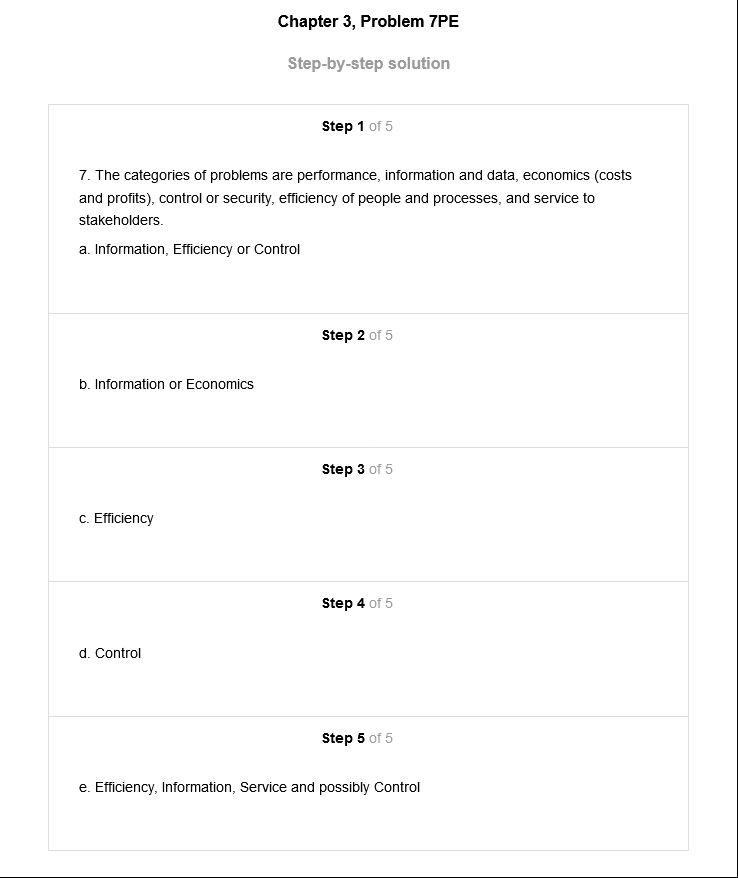 Chapter 3, Problem 7PE
Step-by-step solution
Step 1 of 5
7. The categories of problems are performance, information and data, economics (costs
and profits), control or security, efficiency of people and processes, and service to
stakeholders.
a. Information, Efficiency or Control
Step 2 of 5
b. Information or Economics
Step 3 of 5
c. Efficiency
Step 4 of 5
d. Control
Step 5 of 5
e. Efficiency, Information, Service and possibly Control